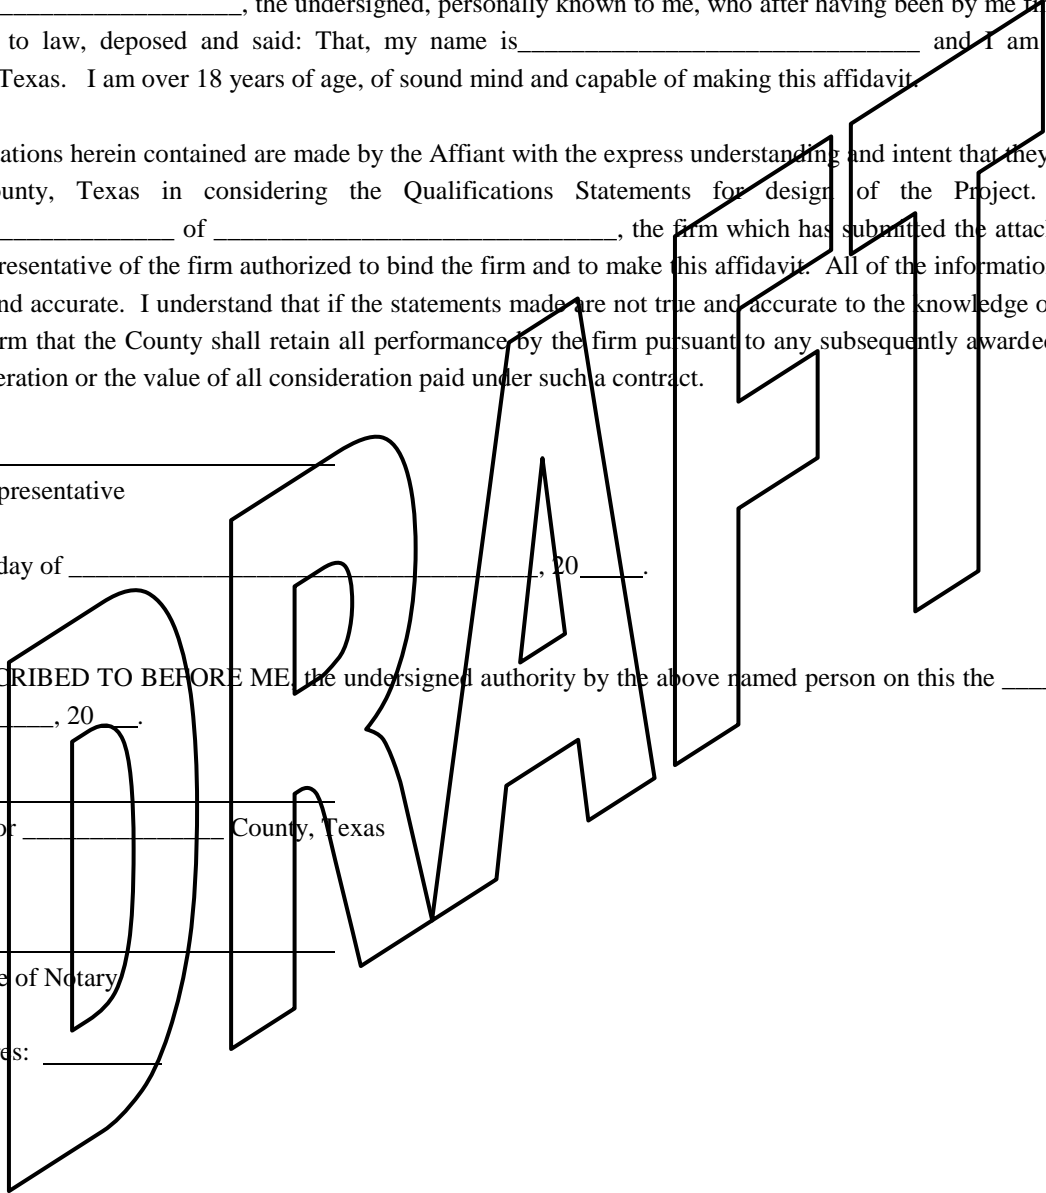 __________________, the undersigned, personally known to me, who after having been by me
to law, deposed and said: That, my name is______________________________ and I am
Texas. I am over 18 years of age, of sound mind and capable of making this affidavit.
ations herein contained are made by the Affiant with the express understanding and intent that they
ounty, Texas in considering the Qualifications Statements for design of the Project.
_____________ of ______________________________, the firm which has submitted the attac
resentative of the firm authorized to bind the firm and to make this affidavit. All of the informatio
nd accurate. I understand that if the statements made are not true and accurate to the knowledge o
rm that the County shall retain all performance by the firm pursuant to any subsequently awarde
eration or the value of all consideration paid under such a contract.
presentative
day of ___________________________________, 20_____.
CRIBED TO BEFORE ME, the undersigned authority by the above named person on this the ____
____, 20___.
or _______________ County, Texas
e of Notary
es: _________
DRAFT